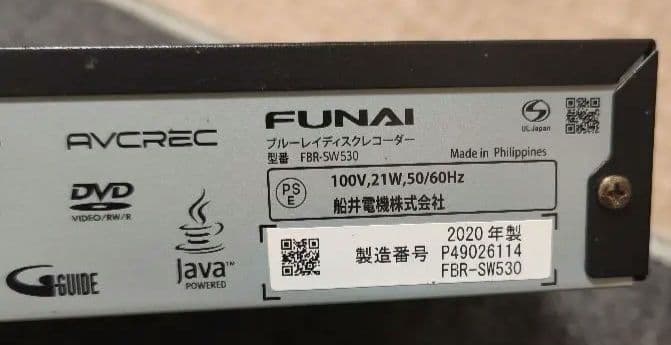 AVCREC
DVD
VIDEO/RW/R
G-GUIDE
Java™
POWERED
FUNAI
ブルーレイディスクレコーダー
型番 FBR-SW530
Made in Philippines
UL Japan
PS
E
100V,21W,50/60Hz
船井電機株式会社
2020 年製
製造番号 P49026114
FBR-SW530